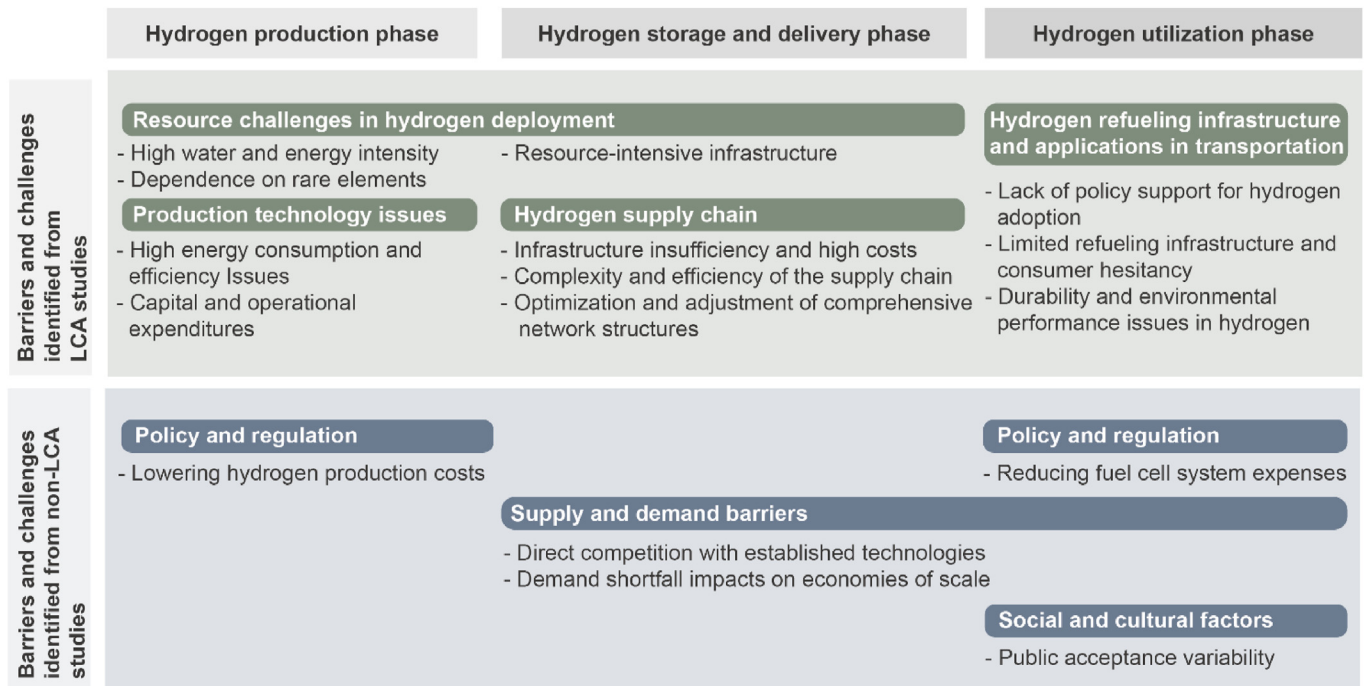 Hydrogen production phase
Hydrogen storage and delivery phase
Hydrogen utilization phase
Barriers and challenges
identified from
LCA studies
Resource challenges in hydrogen deployment
- High water and energy intensity
- Dependence on rare elements
- Resource-intensive infrastructure
Production technology issues
- High energy consumption and
efficiency Issues
- Capital and operational
expenditures
Hydrogen supply chain
- Infrastructure insufficiency and high costs
- Complexity and efficiency of the supply chain
- Optimization and adjustment of comprehensive
network structures
Hydrogen refueling infrastructure
and applications in transportation
- Lack of policy support for hydrogen
adoption
- Limited refueling infrastructure and
consumer hesitancy
- Durability and environmental
performance issues in hydrogen
Barriers and challenges
identified from non-LCA
studies
Policy and regulation
- Lowering hydrogen production costs
Policy and regulation
- Reducing fuel cell system expenses
Supply and demand barriers
- Direct competition with established technologies
- Demand shortfall impacts on economies of scale
Social and cultural factors
- Public acceptance variability